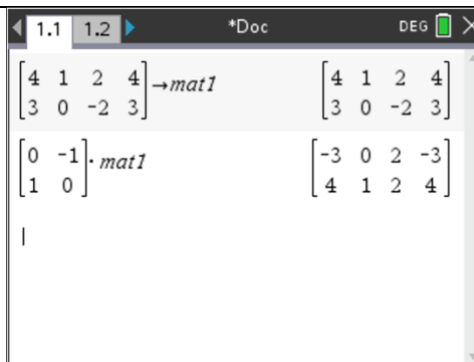 1.1 1.2 *Doc DEG
[4 1 2 4
3 0 -2 3]→mat1 [4 1 2 4
3 0 -2 3]
[0 -1
1 0]·mat1 [-3 0 2 -3
4 1 2 4]